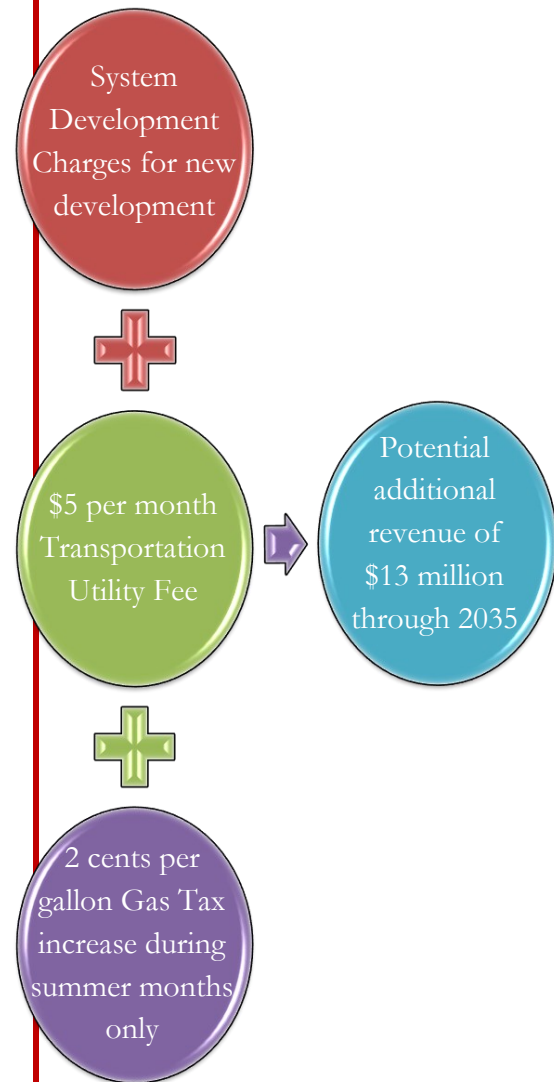 System
Development
Charges for new
development
$5 per month
Transportation
Utility Fee
Potential
additional
revenue of
$13 million
through 2035
2 cents per
gallon Gas Tax
increase during
summer months
only